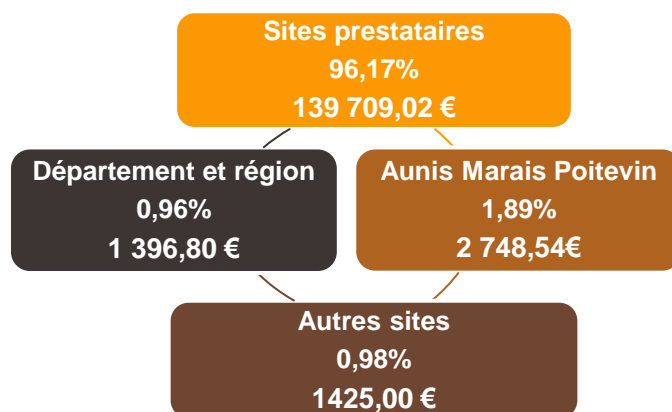 Sites prestataires
96,17%
139 709,02 €
Département et région
0,96%
1 396,80 €
Aunis Marais Poitevin
1,89%
2 748,54€
Autres sites
0,98%
1425,00 €